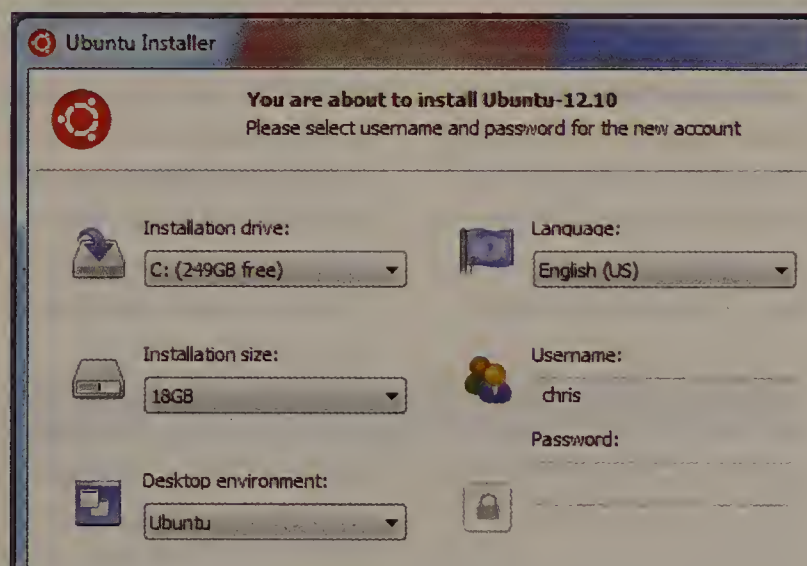 Ubuntu Installer
You are about to install Ubuntu-12.10
Please select username and password for the new account
Installation drive:
C: (249GB free)
Language:
English (US)
Installation size:
18GB
Username:
chris
Password:
Desktop environment:
Ubuntu